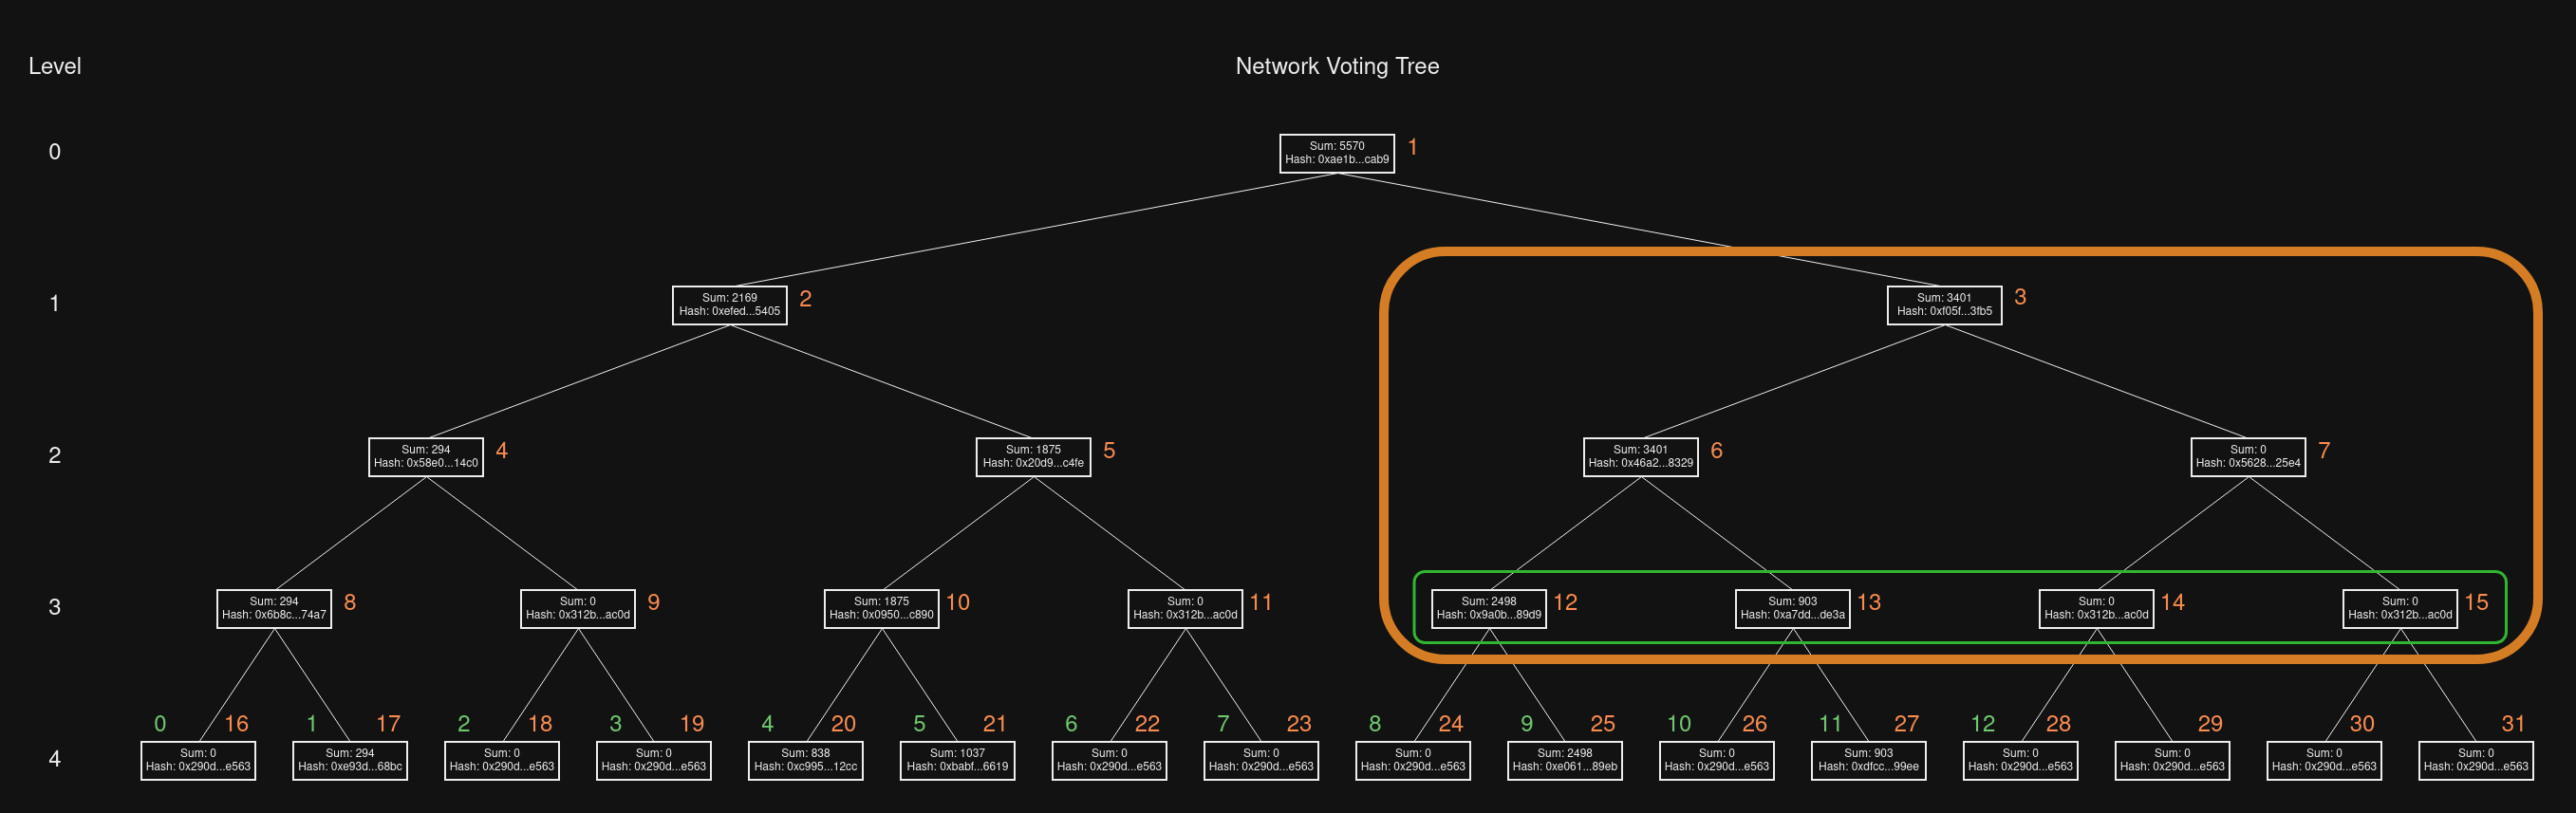 Level
Network Voting Tree
0
Sum: 5570
Hash: 0xae1b...cab9
1
1
Sum: 2169
Hash: 0xefed...5405
2
Sum: 3401
Hash: 0xf05f...3fb5
3
2
Sum: 294
Hash: 0x58e0...14c0
4
Sum: 1875
Hash: 0x20d9...c4fe
5
Sum: 3401
Hash: 0x46a2...8329
6
Sum: 0
Hash: 0x5628...25e4
7
3
Sum: 294
Hash: 0x6b8c...74a7
8
Sum: 0
Hash: 0x312b...ac0d
9
Sum: 1875
Hash: 0x0950...c890
10
Sum: 0
Hash: 0x312b...ac0d
11
Sum: 2498
Hash: 0x9a0b...89d9
12
Sum: 903
Hash: 0xa7dd...de3a
13
Sum: 0
Hash: 0x312b...ac0d
14
Sum: 0
Hash: 0x312b...ac0d
15
4
0 16
Sum: 0
Hash: 0x290d...e563
1 17
Sum: 294
Hash: 0xe93d...68bc
2 18
Sum: 0
Hash: 0x290d...e563
3 19
Sum: 0
Hash: 0x290d...e563
4 20
Sum: 838
Hash: 0xc995...12cc
5 21
Sum: 1037
Hash: 0xbabf...6619
6 22
Sum: 0
Hash: 0x290d...e563
7 23
Sum: 0
Hash: 0x290d...e563
8 24
Sum: 0
Hash: 0x290d...e563
9 25
Sum: 2498
Hash: 0xe061...89eb
10 26
Sum: 0
Hash: 0x290d...e563
11 27
Sum: 903
Hash: 0xdfcc...99ee
12 28
Sum: 0
Hash: 0x290d...e563
29
Sum: 0
Hash: 0x290d...e563
30
Sum: 0
Hash: 0x290d...e563
31
Sum: 0
Hash: 0x290d...e563